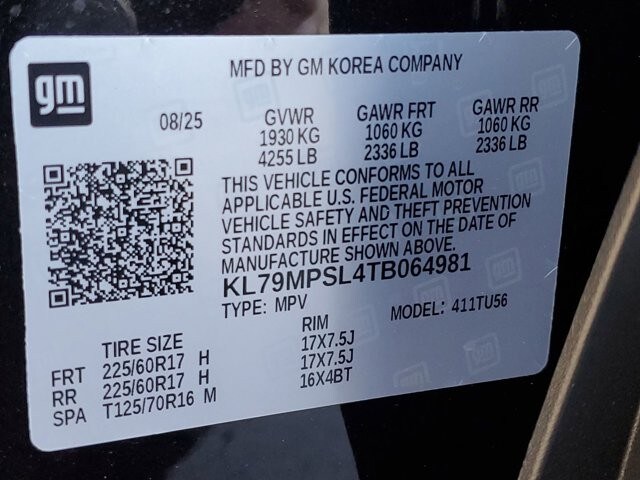 gm
MFD BY GM KOREA COMPANY
08/25 GVWR GAWR FRT GAWR RR
1930 KG 1060 KG 1060 KG
4255 LB 2336 LB 2336 LB
THIS VEHICLE CONFORMS TO ALL
APPLICABLE U.S. FEDERAL MOTOR
VEHICLE SAFETY AND THEFT PREVENTION
STANDARDS IN EFFECT ON THE DATE OF
MANUFACTURE SHOWN ABOVE.
KL79MPSL4TB064981
TYPE: MPV MODEL: 411TU56
TIRE SIZE RIM
FRT 225/60R17 H 17X7.5J
RR 225/60R17 H 17X7.5J
SPA T125/70R16 M 16X4BT